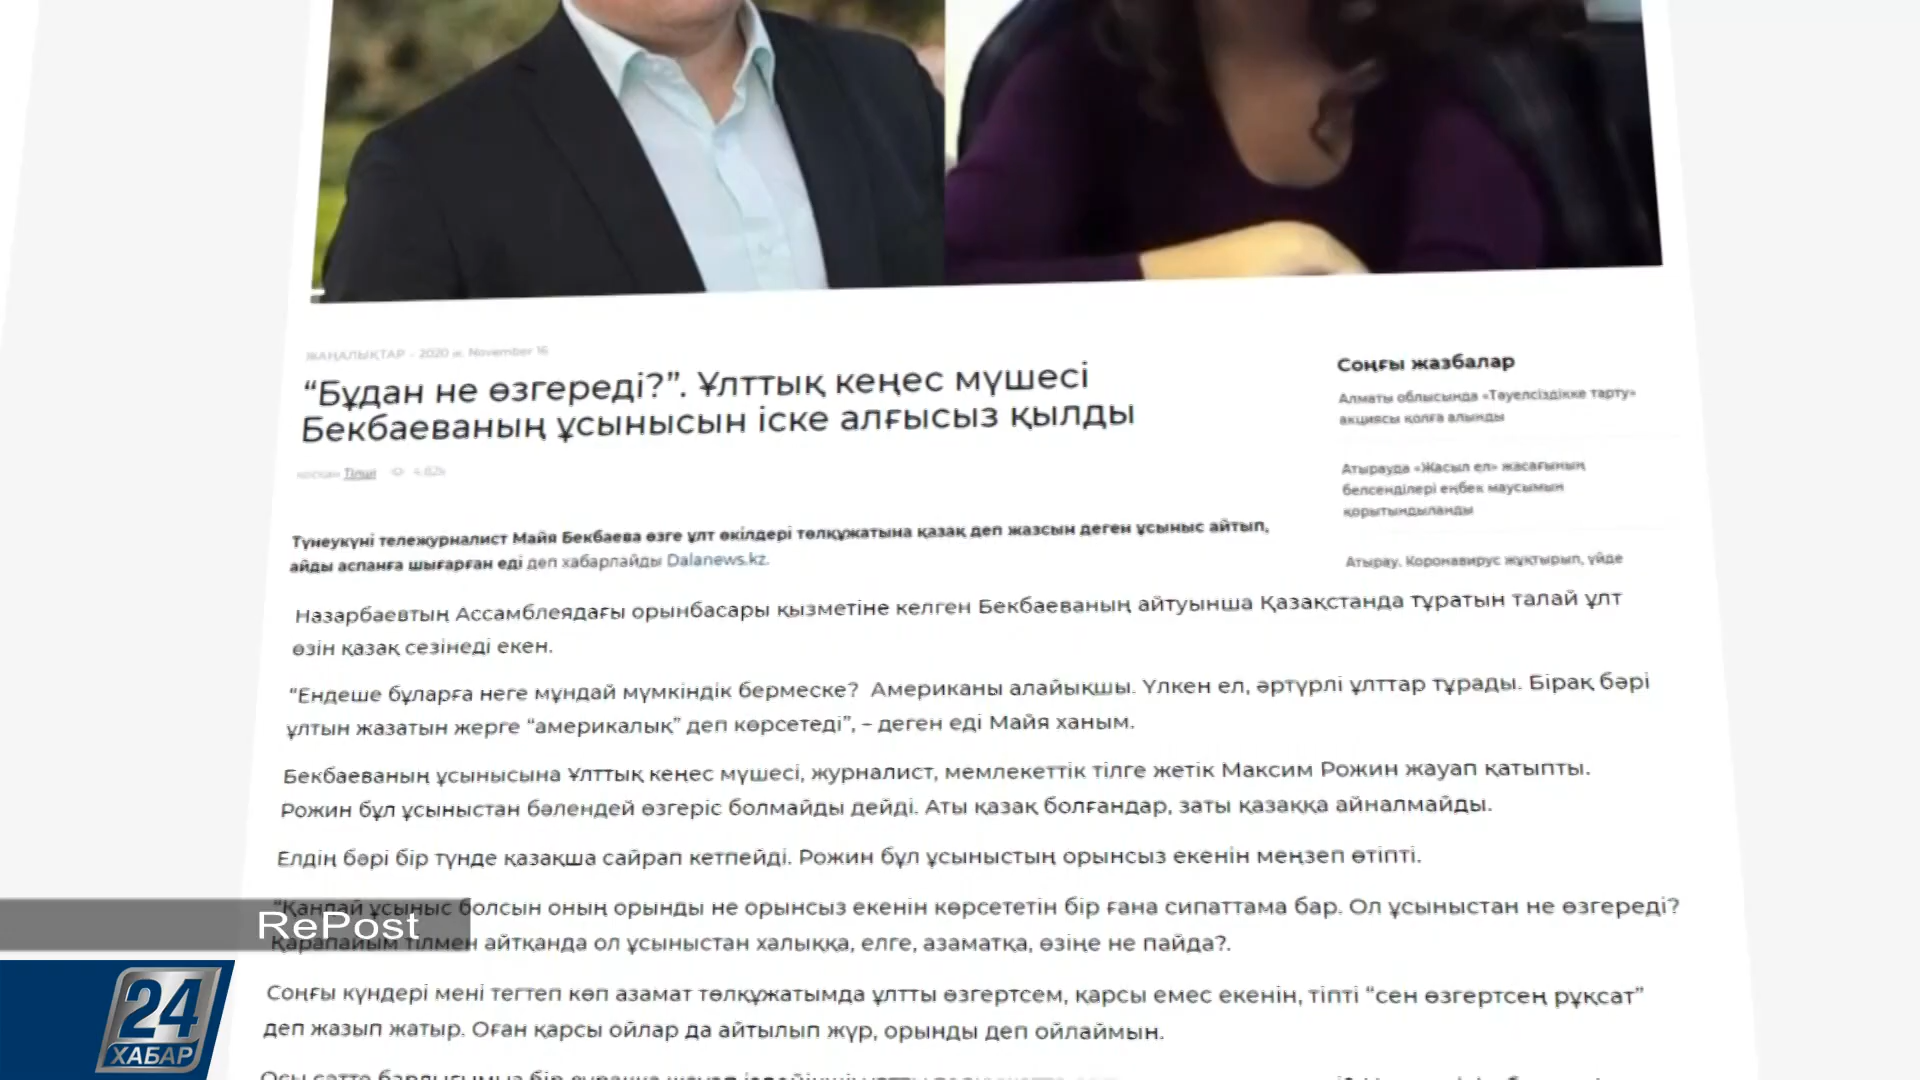 ЖАҢАЛЫҚТАР - 2020 ж. November 16
“Бұдан не өзгереді?”. Ұлттық кеңес мүшесі
Бекбаеваның ұсынысын іске алғысыз қылды
Тілші 4.82k
Түнеукүні тележурналист Майя Бекбаева өзге ұлт өкілдері төлқұжатына қазақ деп жазсын деген ұсыныс айтып,
айды аспанға шығарған еді деп хабарлайды Dalanews.kz.
Назарбаевтың Ассамблеядағы орынбасары қызметіне келген Бекбаеваның айтуынша Қазақстанда тұратын талай ұлт
өзін қазақ сезінеді екен.
“Ендеше бұларға неге мұндай мүмкіндік бермеске? Американы алайықшы. Үлкен ел, әртүрлі ұлттар тұрады. Бірақ бәрі
ұлтын жазатын жерге “америкалық” деп көрсетеді”, – деген еді Майя ханым.
Бекбаеваның ұсынысына Ұлттық кеңес мүшесі, журналист, мемлекеттік тілге жетік Максим Рожин жауап қатыпты.
Рожин бұл ұсыныстан бәлендей өзгеріс болмайды дейді. Аты қазақ болғандар, заты қазаққа айналмайды.
Елдің бәрі бір түнде қазақша сайрап кетпейді. Рожин бұл ұсыныстың орынсыз екенін меңзеп өтіпті.
“Қандай ұсыныс болсын оның орынды не орынсыз екенін көрсететін бір ғана сипаттама бар. Ол ұсыныстан не өзгереді?
Қарапайым тілмен айтқанда ол ұсыныстан халыққа, елге, азаматқа, өзіңе не пайда?.
Соңғы күндері мені тегтеп көп азамат төлқұжатымда ұлтты өзгертсем, қарсы емес екенін, тіпті “сен өзгертсең рұқсат”
деп жазып жатыр. Оған қарсы ойлар да айтылып жүр, орынды деп ойлаймын.
Соңғы жазбалар
Алматы облысында «Тәуелсіздікке тарту»
акциясы қолға алынды
Атырауда «Жасыл ел» жасағының
белсенділері еңбек маусымын
қорытындыланды
Атырау. Коронавирус жұқтырып, үйде
RePost
24
ХАБАР